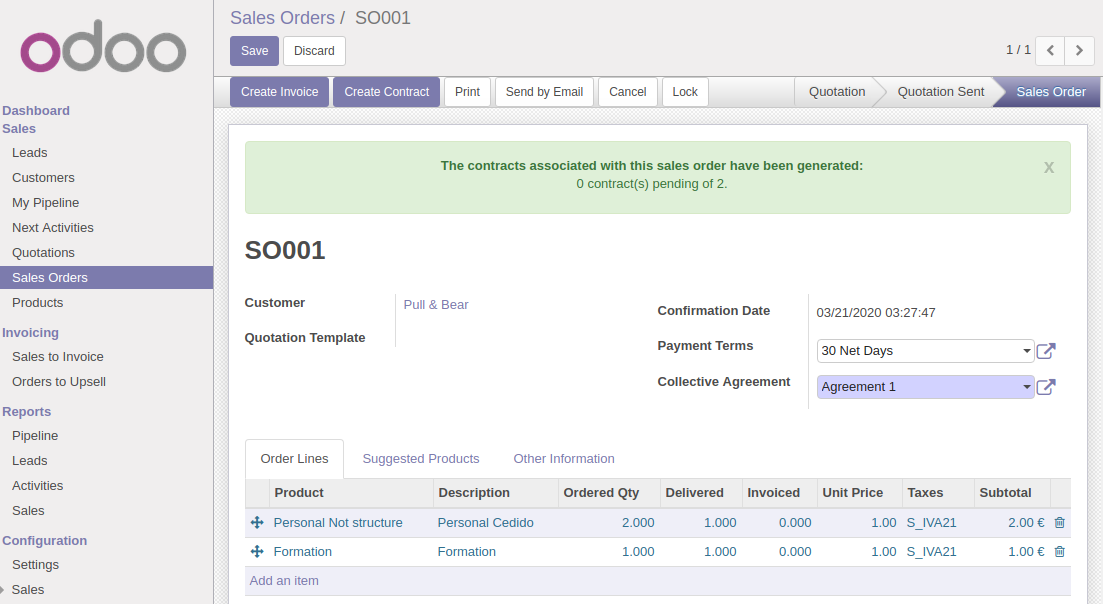 odoo
Dashboard
Sales
Leads
Customers
My Pipeline
Next Activities
Quotations
Sales Orders
Products
Invoicing
Sales to Invoice
Orders to Upsell
Reports
Pipeline
Leads
Activities
Sales
Configuration
Settings
Sales
Sales Orders / SO001
Save Discard 1 / 1
Create Invoice Create Contract Print Send by Email Cancel Lock Quotation Quotation Sent Sales Order
The contracts associated with this sales order have been generated: x
0 contract(s) pending of 2.
SO001
Customer Pull & Bear
Quotation Template
Confirmation Date 03/21/2020 03:27:47
Payment Terms 30 Net Days
Collective Agreement Agreement 1
Order Lines Suggested Products Other Information
Product Description Ordered Qty Delivered Invoiced Unit Price Taxes Subtotal
Personal Not structure Personal Cedido 2.000 1.000 0.000 1.00 S_IVA21 2.00 €
Formation Formation 1.000 1.000 0.000 1.00 S_IVA21 1.00 €
Add an item